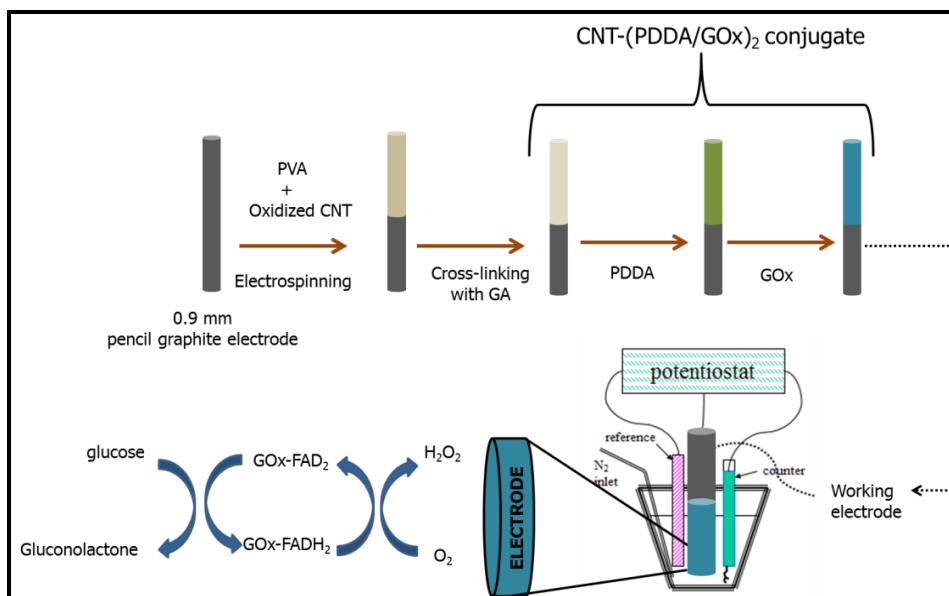 CNT-(PDDA/GOx)₂ conjugate
PVA
+
Oxidized CNT
Electrospinning
Cross-linking
with GA
PDDA
GOx
0.9 mm
pencil graphite electrode
potentiostat
reference
N₂
inlet
counter
Working
electrode
glucose
GOx-FAD₂
H₂O₂
Gluconolactone
GOx-FADH₂
O₂
ELECTRODE